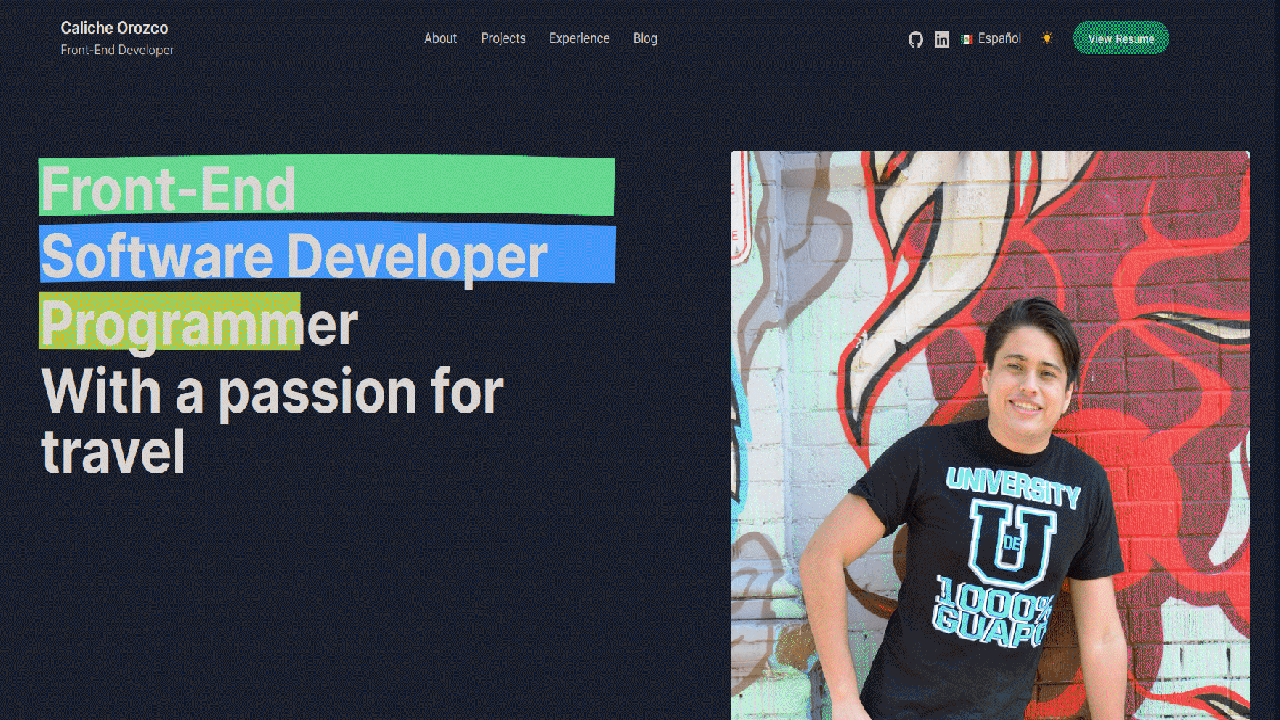 Caliche Orozco
Front-End Developer
About Projects Experience Blog
Español
View Resume
Front-End
Software Developer
Programmer
With a passion for
travel
UNIVERSITY
U
DE
1000%
GUAPO